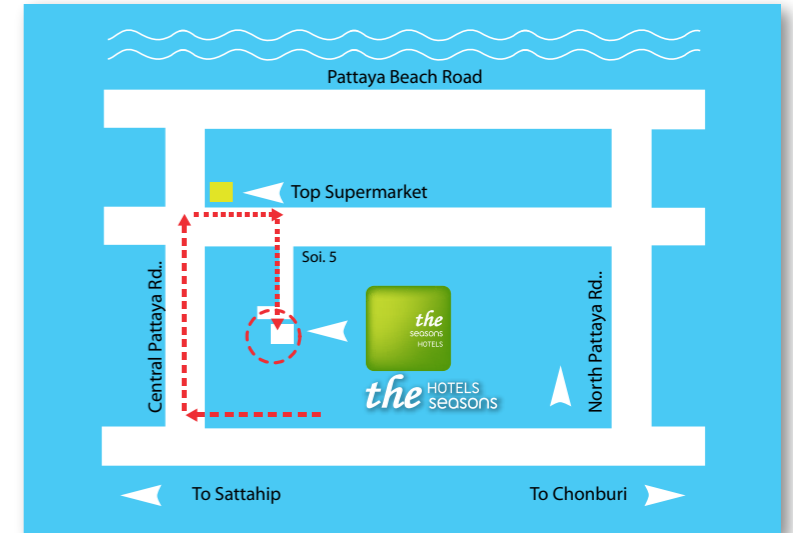 Pattaya Beach Road
Top Supermarket
Soi. 5
Central Pattaya Rd..
North Pattaya Rd..
the
seasons
HOTELS
the HOTELS
seasons
To Sattahip
To Chonburi